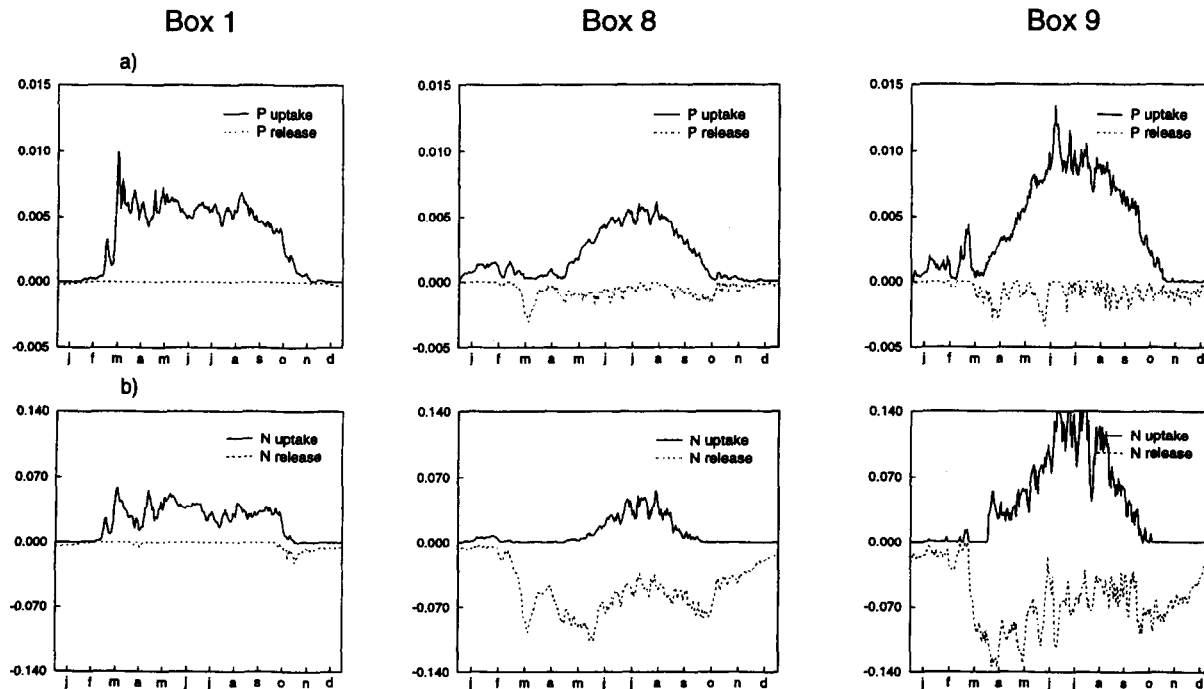 Box 1 Box 8 Box 9
a)
0.015 0.015 0.015
P uptake P uptake P uptake
P release P release P release
0.010 0.010 0.010
0.005 0.005 0.005
0.000 0.000 0.000
-0.005 -0.005 -0.005
j f m a m j j a s o n d j f m a m j j a s o n d j f m a m j j a s o n d
b)
0.140 0.140 0.140
N uptake N uptake N uptake
N release N release N release
0.070 0.070 0.070
0.000 0.000 0.000
-0.070 -0.070 -0.070
-0.140 -0.140 -0.140
j f m a m j j a s o n d j f m a m j j a s o n d j f m a m j j a s o n d